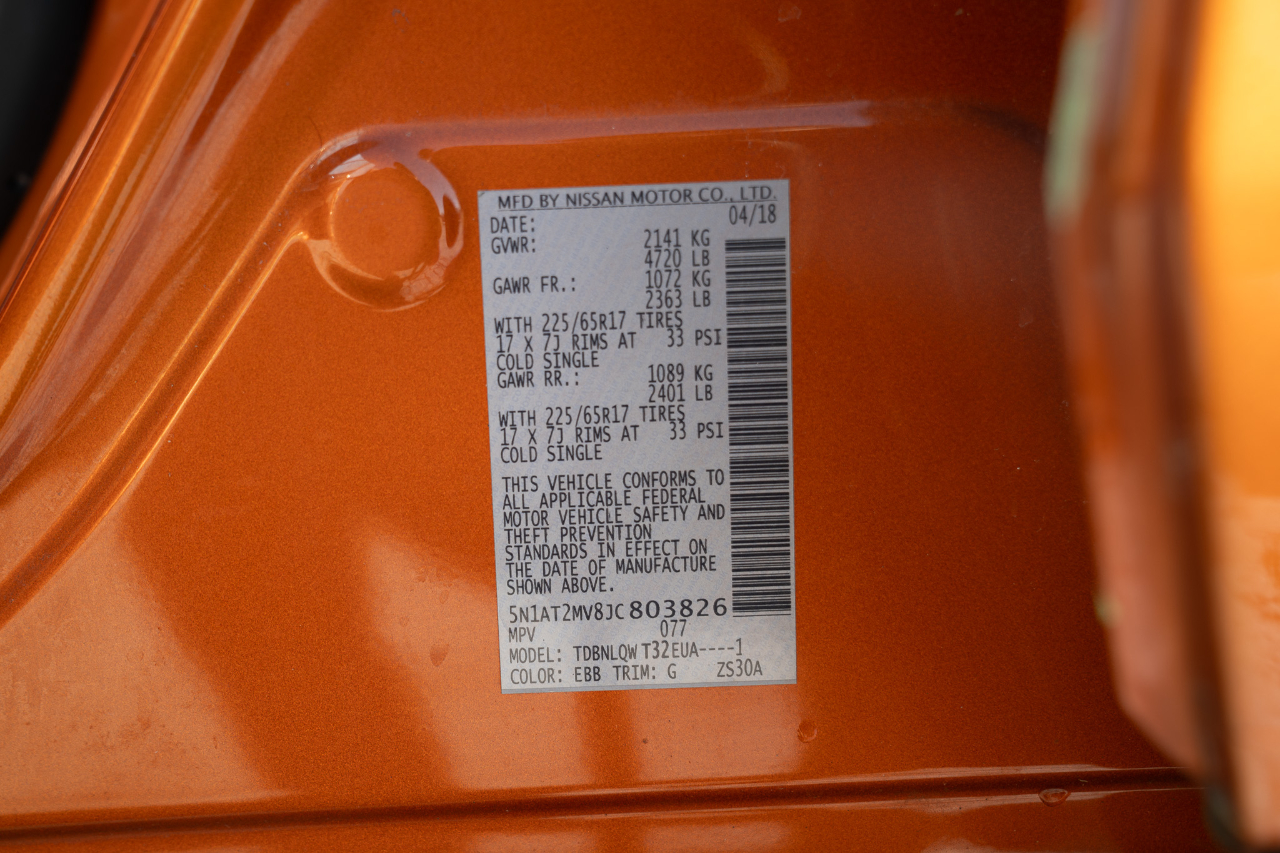 MFD BY NISSAN MOTOR CO., LTD.
DATE: 04/18
GVWR: 2141 KG
4720 LB
GAWR FR.: 1072 KG
2363 LB
WITH 225/65R17 TIRES
17 X 7J RIMS AT 33 PSI
COLD SINGLE
GAWR RR.: 1089 KG
2401 LB
WITH 225/65R17 TIRES
17 X 7J RIMS AT 33 PSI
COLD SINGLE
THIS VEHICLE CONFORMS TO
ALL APPLICABLE FEDERAL
MOTOR VEHICLE SAFETY AND
THEFT PREVENTION
STANDARDS IN EFFECT ON
THE DATE OF MANUFACTURE
SHOWN ABOVE.
5N1AT2MV8JC803826
MPV 077
MODEL: TDBNLQW T32EUA----1
COLOR: EBB TRIM: G ZS30A